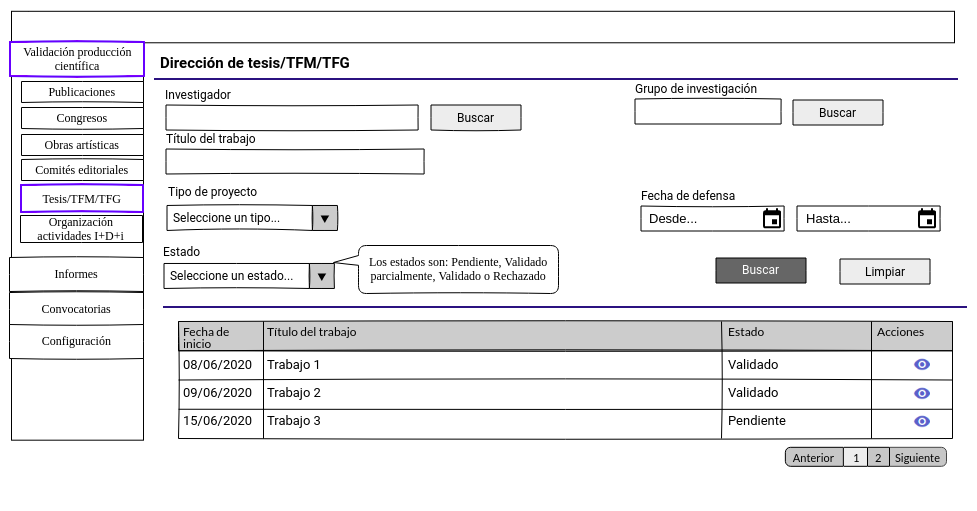 Validación producción
científica
Publicaciones
Congresos
Obras artísticas
Comités editoriales
Tesis/TFM/TFG
Organización
actividades I+D+i
Informes
Convocatorias
Configuración
Dirección de tesis/TFM/TFG
Investigador
Buscar
Grupo de investigación
Buscar
Título del trabajo
Tipo de proyecto
Seleccione un tipo...
Fecha de defensa
Desde...
Hasta...
Estado
Seleccione un estado...
Los estados son: Pendiente, Validado
parcialmente, Validado o Rechazado
Buscar
Limpiar
Fecha de
inicio
Título del trabajo
Estado
Acciones
08/06/2020 Trabajo 1 Validado
09/06/2020 Trabajo 2 Validado
15/06/2020 Trabajo 3 Pendiente
Anterior 1 2 Siguiente